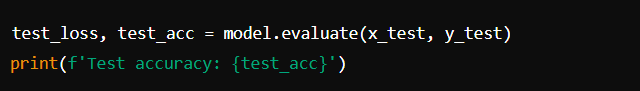 test_loss, test_acc = model.evaluate(x_test, y_test)
print(f'Test accuracy: {test_acc}')